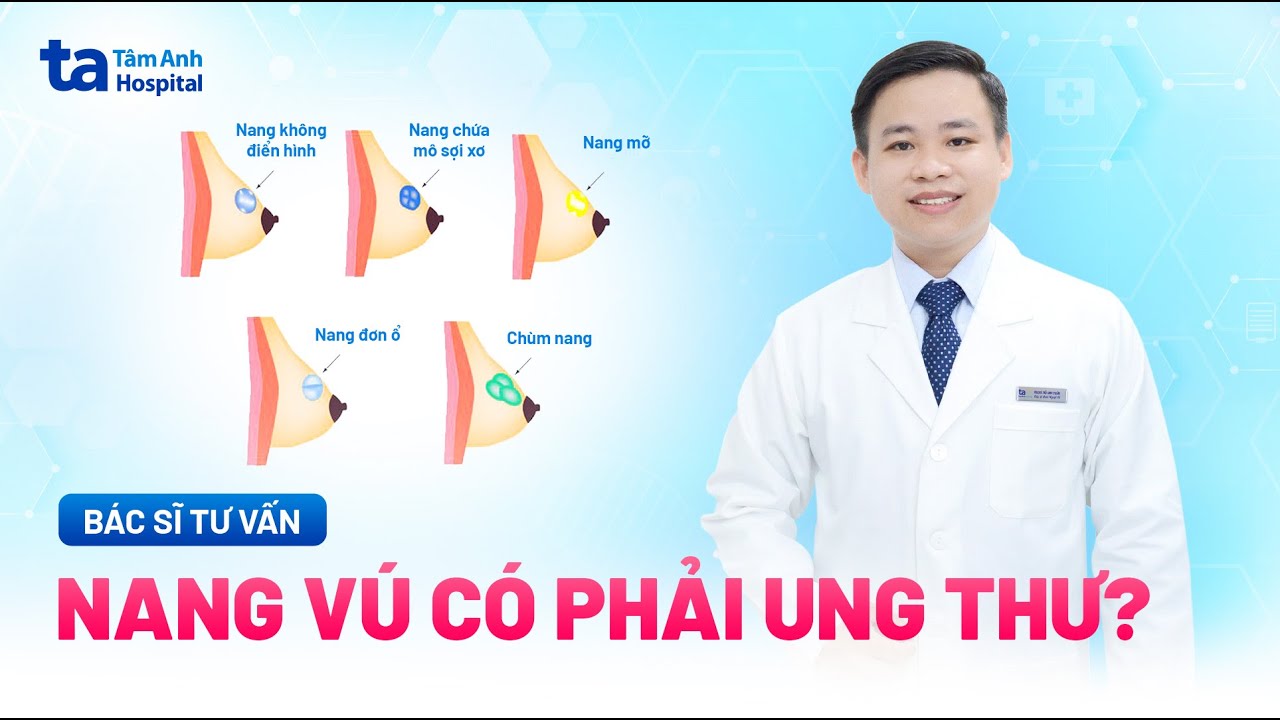 ta Tâm Anh
Hospital
Nang không
điển hình
Nang chứa
mô sợi xơ
Nang mỡ
Nang đơn ổ
Chùm nang
BÁC SĨ TƯ VẤN
NANG VÚ CÓ PHẢI UNG THƯ?
ta